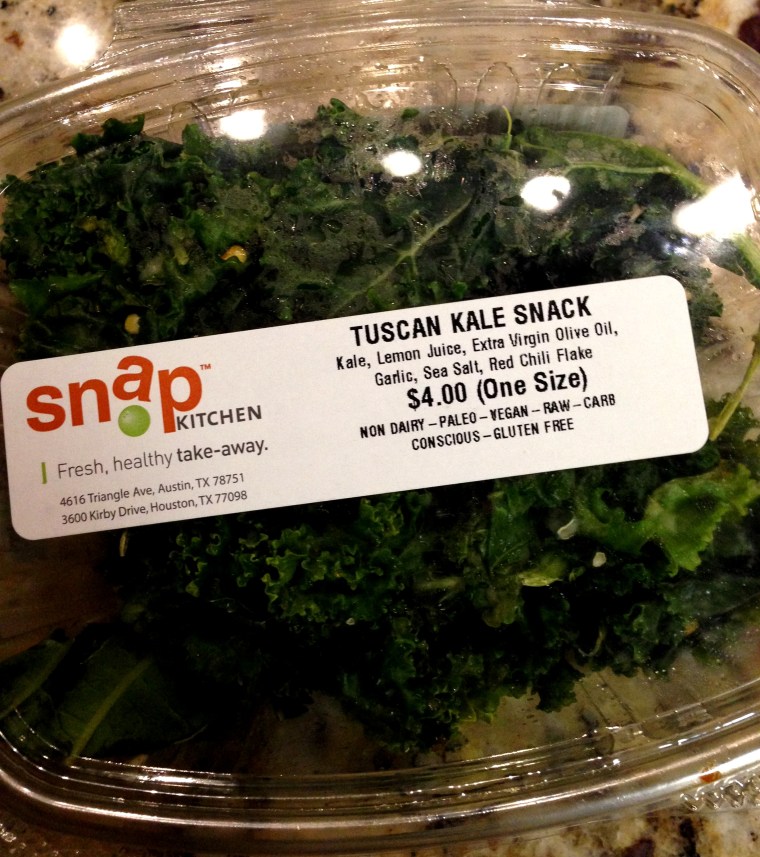 snap™
KITCHEN
Fresh, healthy take-away.
4616 Triangle Ave, Austin, TX 78751
3600 Kirby Drive, Houston, TX 77098
TUSCAN KALE SNACK
Kale, Lemon Juice, Extra Virgin Olive Oil,
Garlic, Sea Salt, Red Chili Flake
$4.00 (One Size)
NON DAIRY – PALEO – VEGAN – RAW – CARB
CONSCIOUS – GLUTEN FREE